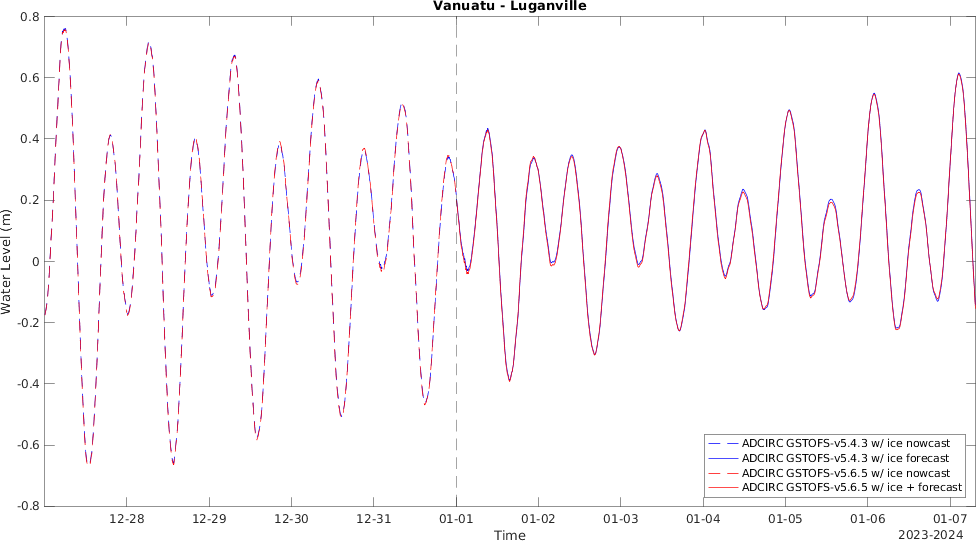 Vanuatu - Luganville
0.8
0.6
0.4
0.2
0
-0.2
-0.4
-0.6
-0.8
Water Level (m)
ADCIRC GSTOFS-v5.4.3 w/ ice nowcast
ADCIRC GSTOFS-v5.4.3 w/ ice forecast
ADCIRC GSTOFS-v5.6.5 w/ ice nowcast
ADCIRC GSTOFS-v5.6.5 w/ ice + forecast
12-28 12-29 12-30 12-31 01-01 01-02 01-03 01-04 01-05 01-06 01-07
Time
2023-2024